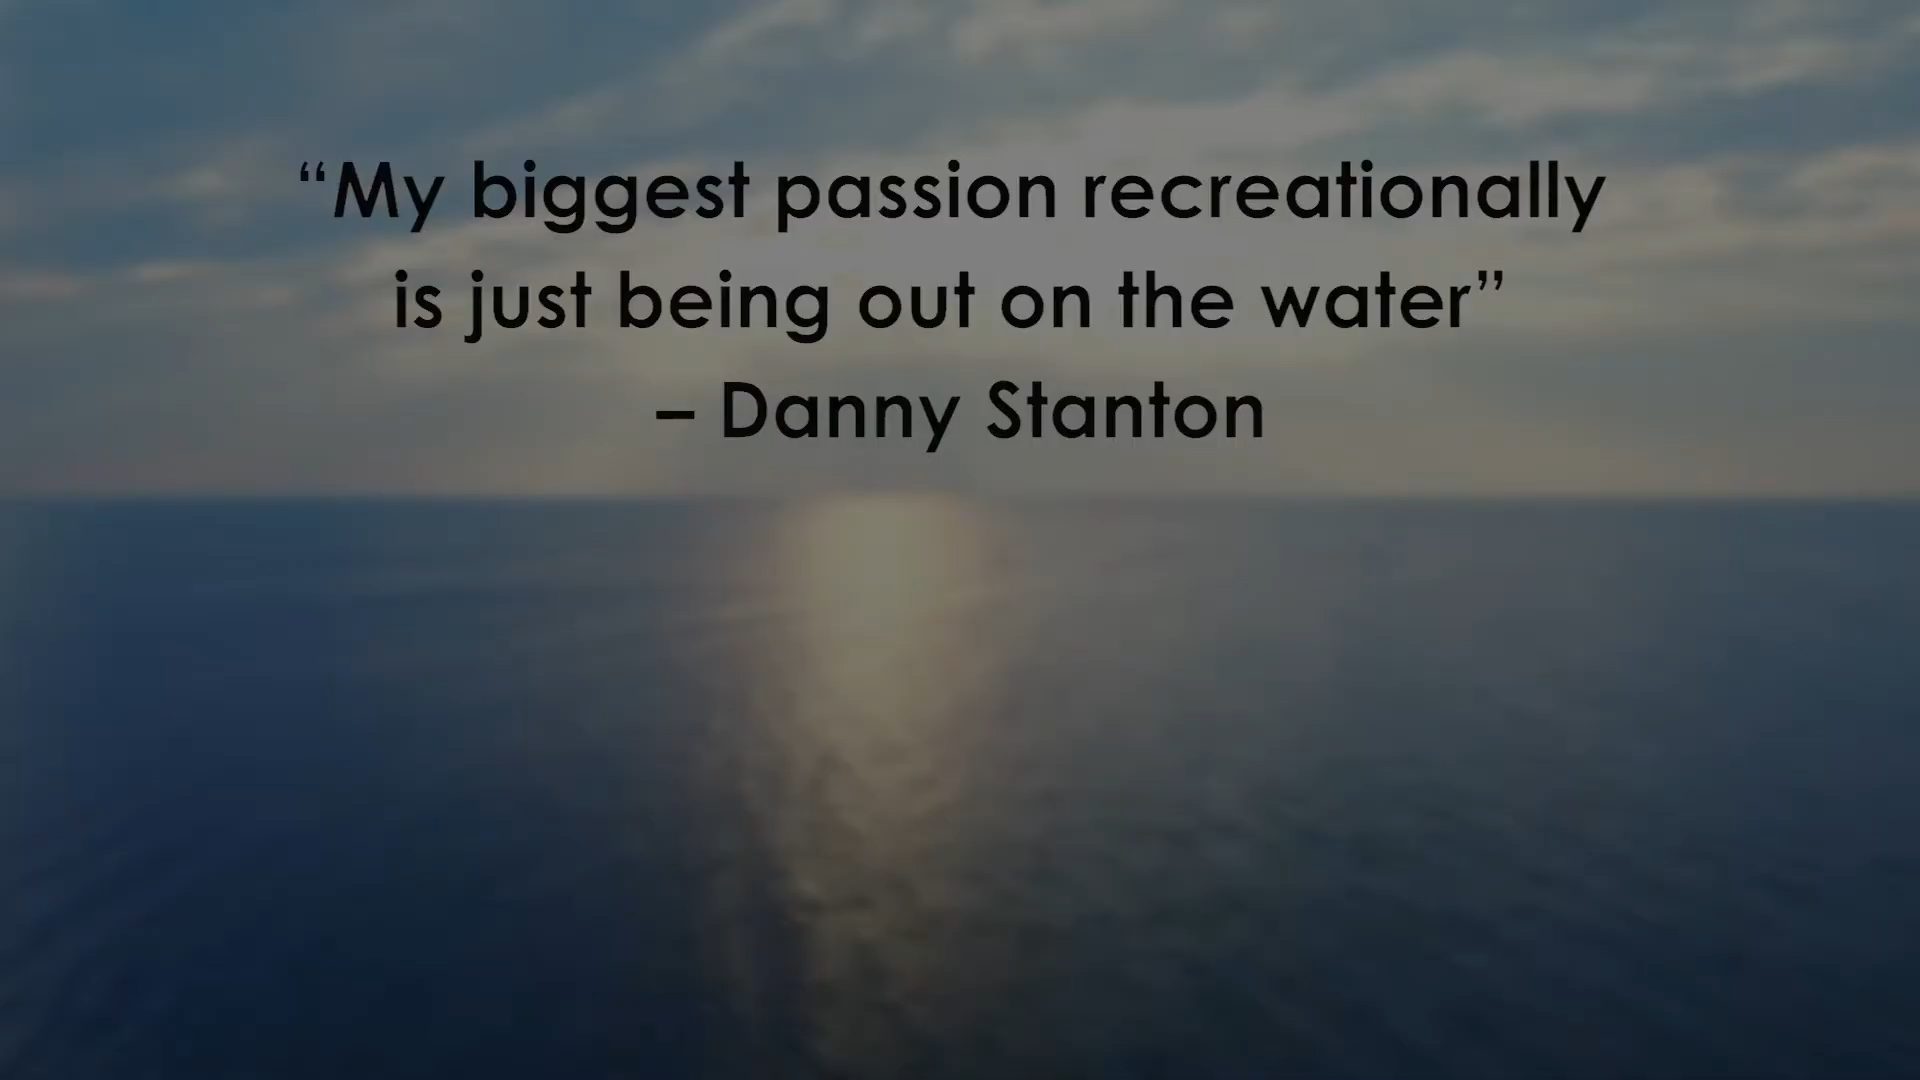 “My biggest passion recreationally
is just being out on the water”
– Danny Stanton